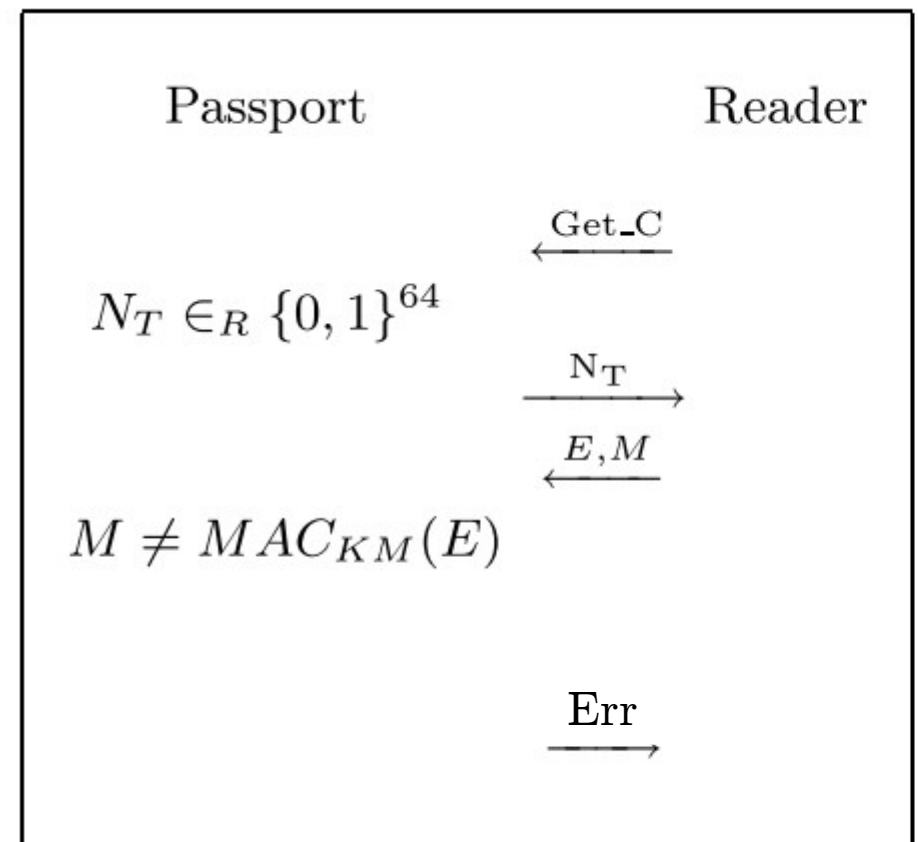 Passport Reader
Get_C
N_T ∈_R {0, 1}^64
N_T
E, M
M ≠ MAC_KM(E)
Err